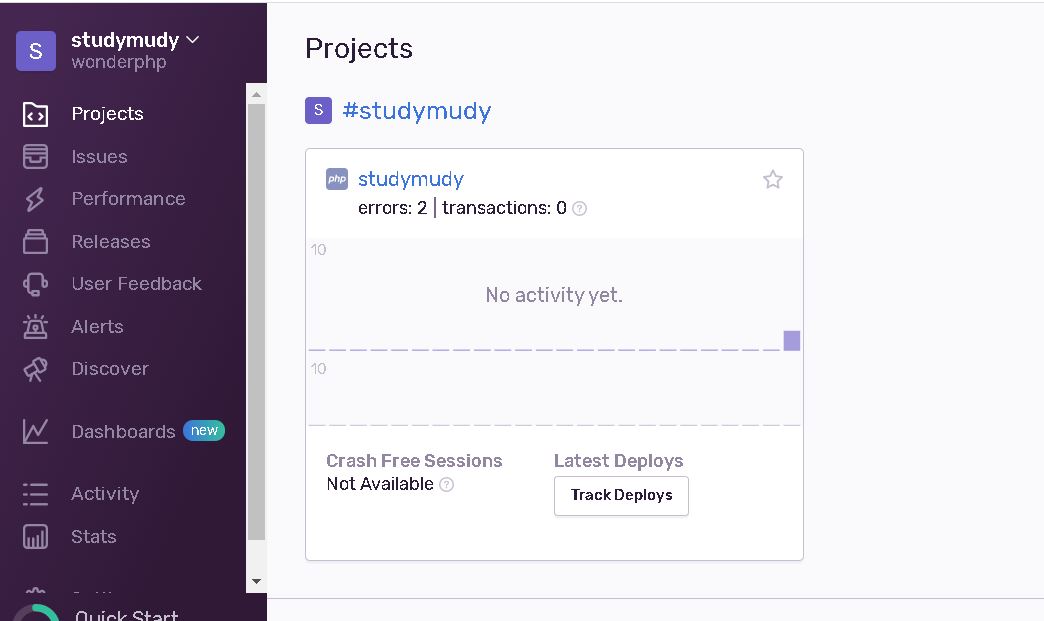 S
studymudy
wonderphp
Projects
Issues
Performance
Releases
User Feedback
Alerts
Discover
Dashboards new
Activity
Stats
Quick Start
Projects
S #studymudy
php studymudy
errors: 2 | transactions: 0 ?
10
No activity yet.
10
Crash Free Sessions
Not Available ?
Latest Deploys
Track Deploys